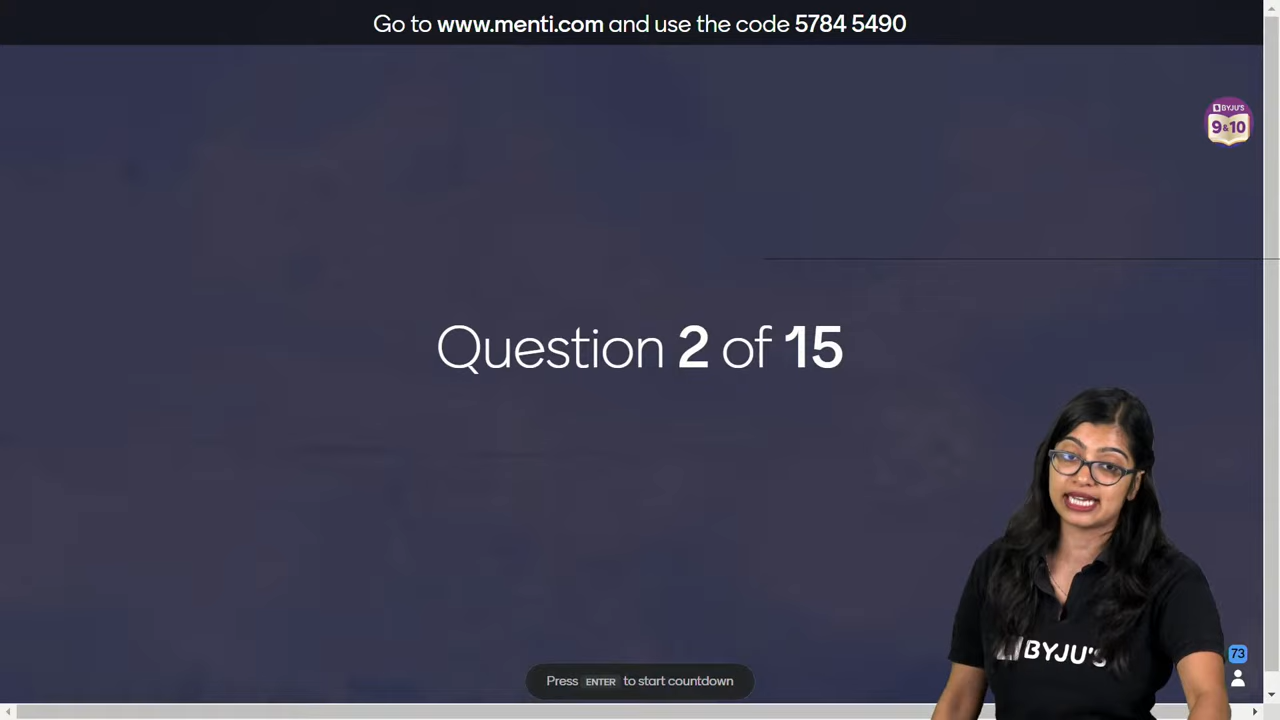 Go to www.menti.com and use the code 5784 5490
BYJU'S
9&10
Question 2 of 15
BYJU'S
73
Press ENTER to start countdown